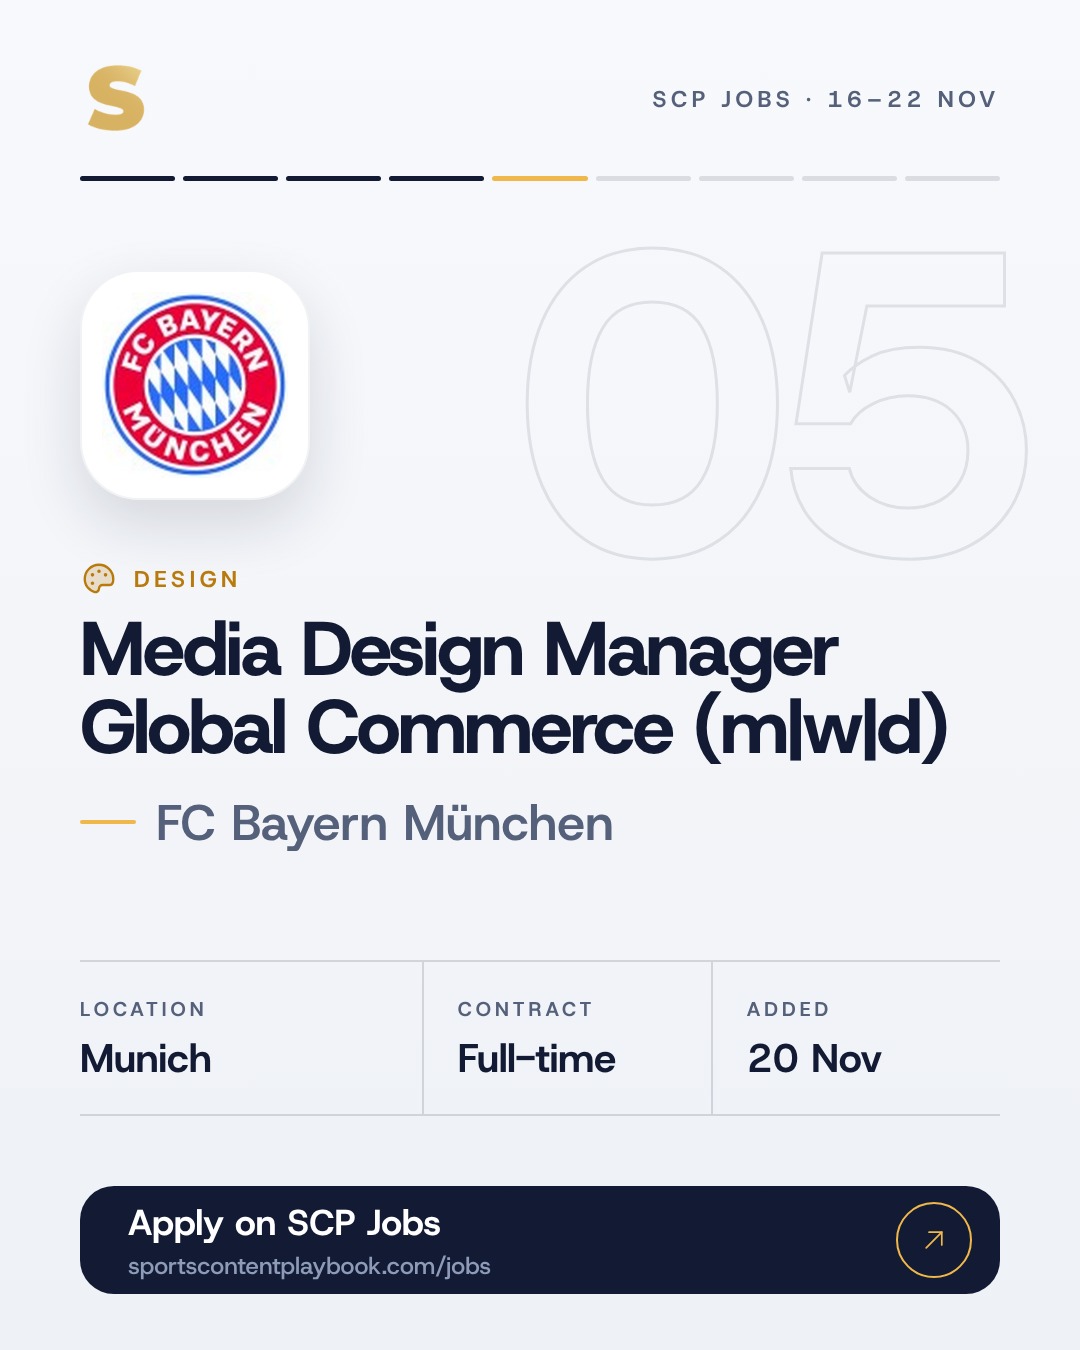 S
SCP JOBS · 16–22 NOV
05
FC BAYERN
MÜNCHEN
DESIGN
Media Design Manager
Global Commerce (m|w|d)
FC Bayern München
LOCATION
CONTRACT
ADDED
Munich
Full-time
20 Nov
Apply on SCP Jobs
sportscontentplaybook.com/jobs